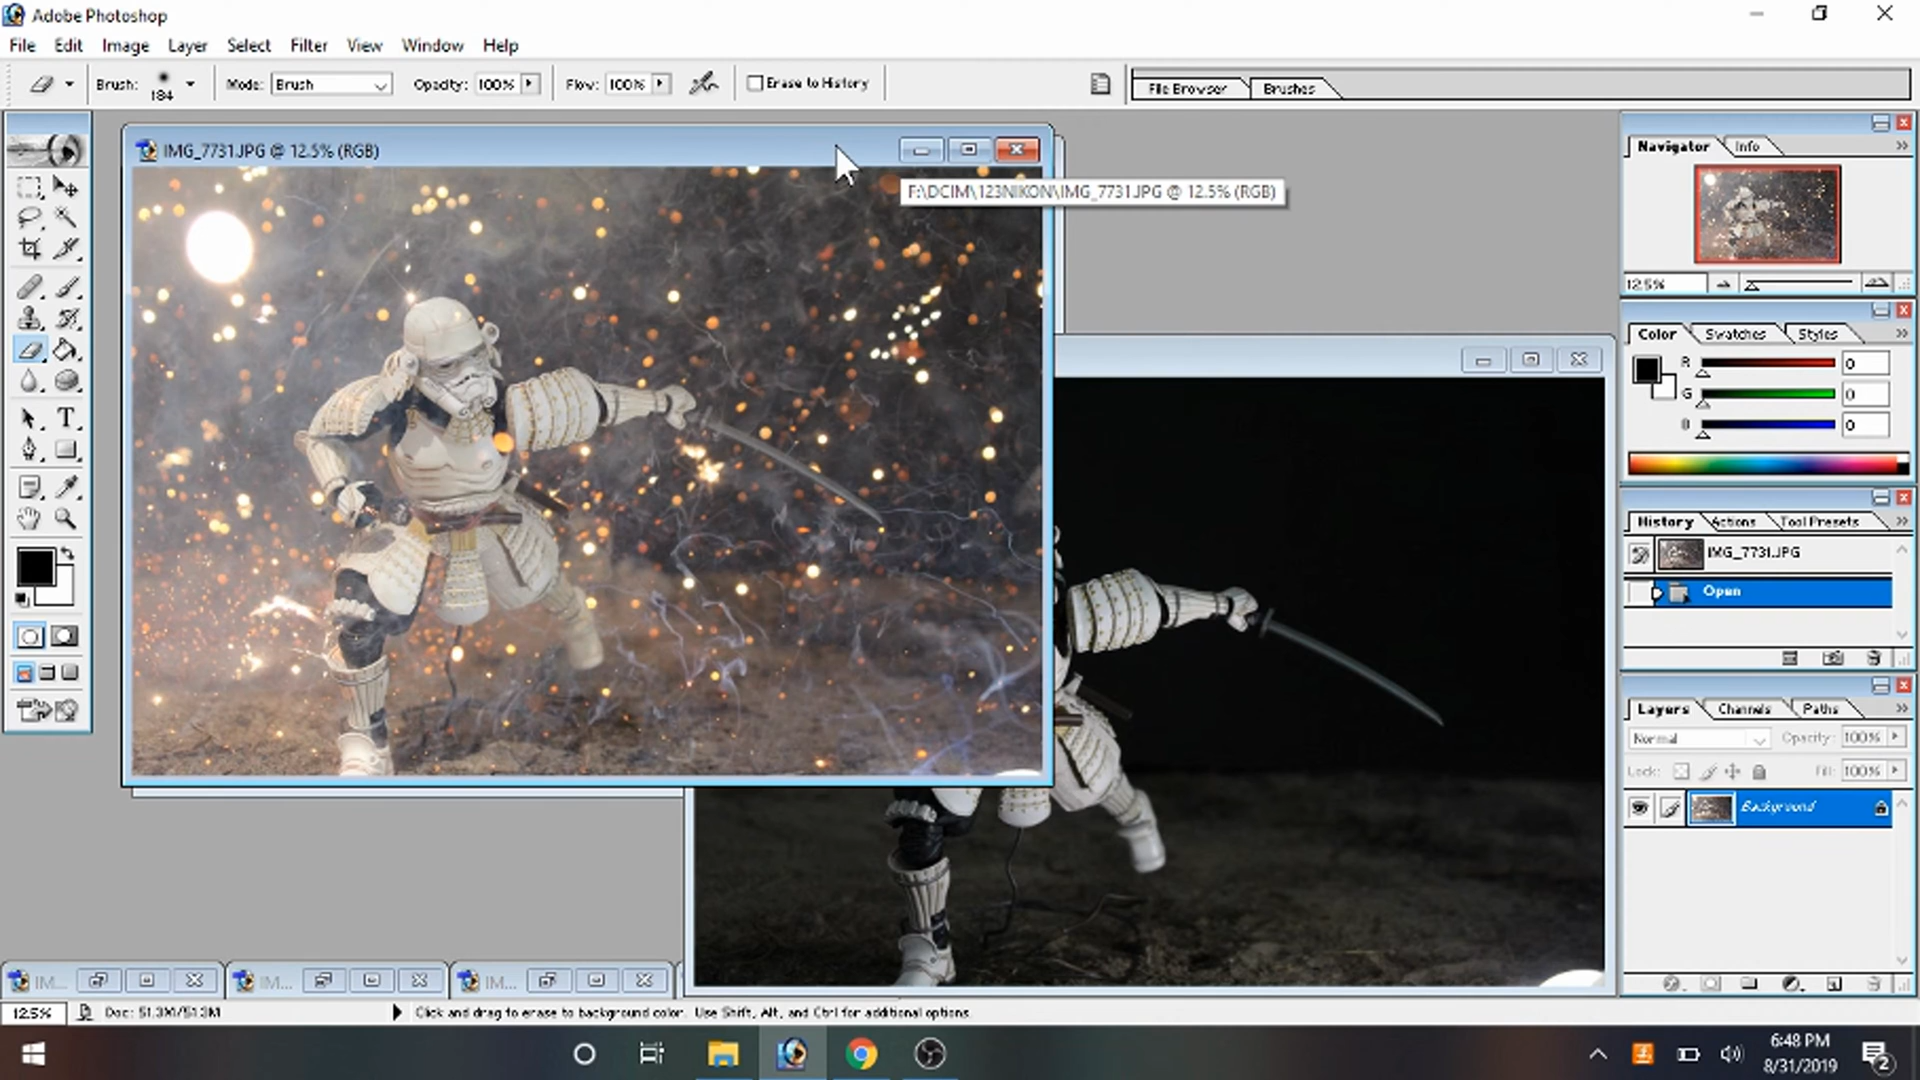 Adobe Photoshop
File Edit Image Layer Select Filter View Window Help
Brush: 184 Mode: Brush Opacity: 100% Flow: 100% Erase to History File Browser Brushes
IMG_7731.JPG @ 12.5% (RGB)
F:\DCIM\123NIKON\IMG_7731.JPG @ 12.5% (RGB)
Navigator Info
12.5%
Color Swatches Styles
R 0
G 0
B 0
History Actions Tool Presets
IMG_7731.JPG
Open
Layers Channels Paths
Normal Opacity: 100%
Lock: Fill: 100%
Background
T
IM... IM... IM...
12.5% Doc: 51.3M/51.3M Click and drag to erase to background color. Use Shift, Alt, and Ctrl for additional options.
6:48 PM
8/31/2019
2